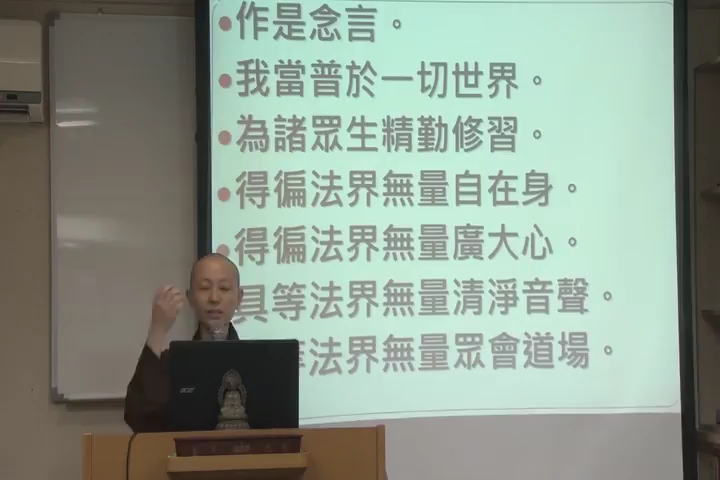 •作是念言。
•我當普於一切世界。
•為諸眾生精勤修習。
•得徧法界無量自在身。
•得徧法界無量廣大心。
具等法界無量清淨音聲。
法界無量眾會道場。
acer